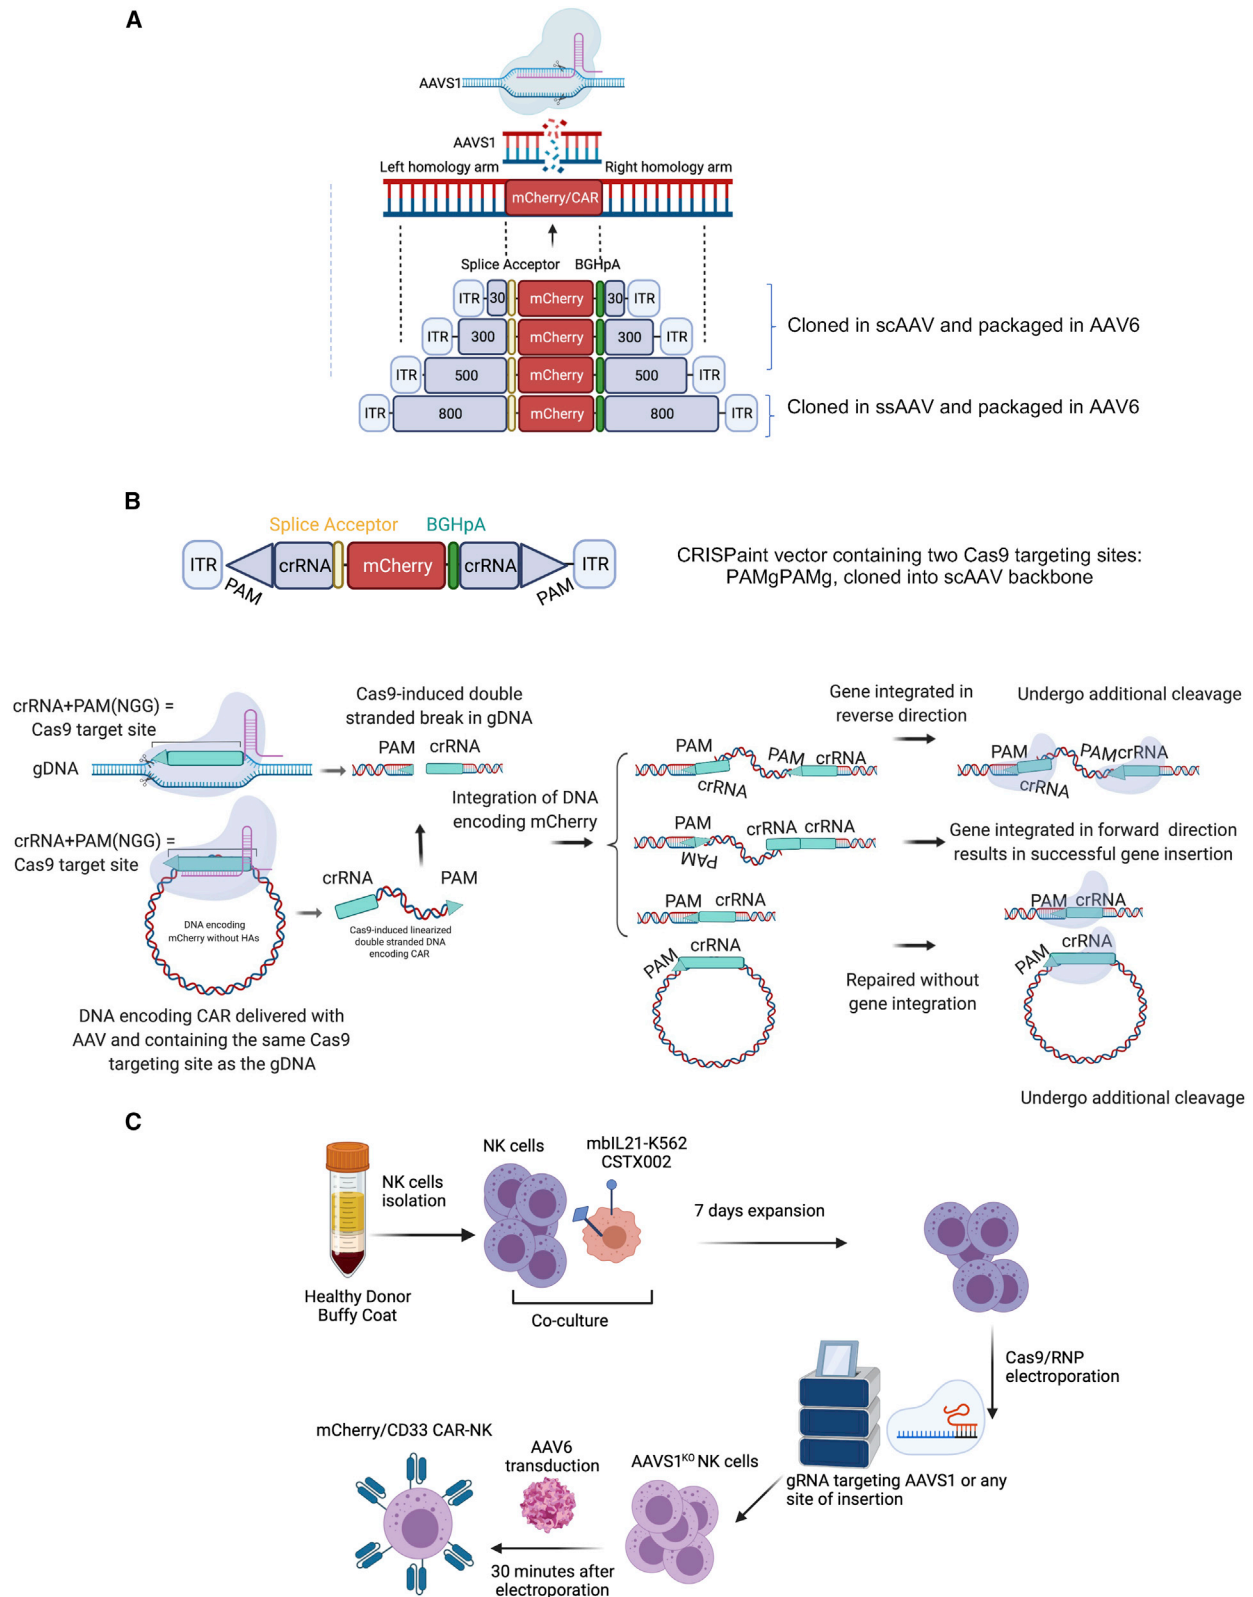 A
AAVS1
AAVS1
Left homology arm
Right homology arm
mCherry/CAR
Splice Acceptor
BGHpA
ITR 30 mCherry 30 ITR
ITR 300 mCherry 300 ITR
ITR 500 mCherry 500 ITR
ITR 800 mCherry 800 ITR
Cloned in scAAV and packaged in AAV6
Cloned in ssAAV and packaged in AAV6
B
Splice Acceptor
BGHpA
ITR PAM crRNA mCherry crRNA PAM ITR
CRISPaint vector containing two Cas9 targeting sites:
PAMgPAMg, cloned into scAAV backbone
crRNA+PAM(NGG) =
Cas9 target site
gDNA
Cas9-induced double
stranded break in gDNA
PAM crRNA
crRNA+PAM(NGG) =
Cas9 target site
DNA encoding
mCherry without HAs
crRNA
PAM
Cas9-induced linearized
double stranded DNA
encoding CAR
DNA encoding CAR delivered with
AAV and containing the same Cas9
targeting site as the gDNA
Integration of DNA
encoding mCherry
PAM
crRNA
PAM
crRNA
Gene integrated in
reverse direction
Undergo additional cleavage
PAM
crRNA
PAM
crRNA
PAM
PAM
crRNA crRNA
Gene integrated in forward direction
results in successful gene insertion
PAM crRNA
PAM
crRNA
Repaired without
gene integration
PAM crRNA
PAM
crRNA
Undergo additional cleavage
C
Healthy Donor
Buffy Coat
NK cells
isolation
NK cells
mbIL21-K562
CSTX002
Co-culture
7 days expansion
Cas9/RNP
electroporation
gRNA targeting AAVS1 or any
site of insertion
AAVS1ᴷᴼ NK cells
AAV6
transduction
30 minutes after
electroporation
mCherry/CD33 CAR-NK